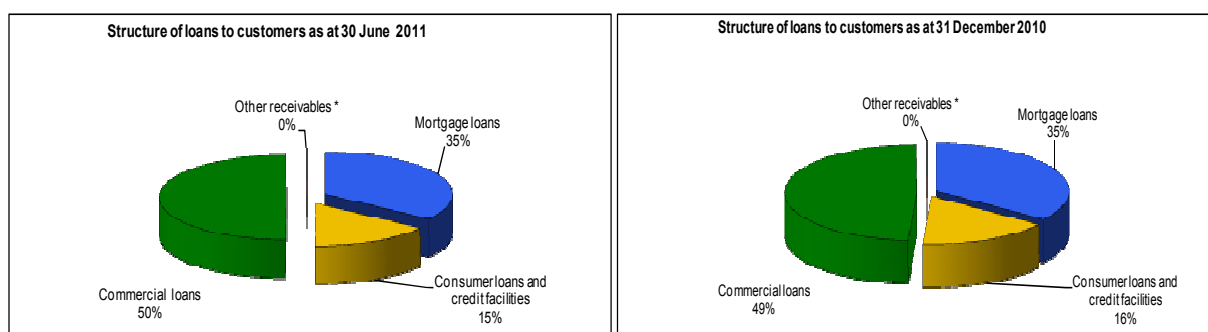 Structure of loans to customers as at 30 June 2011
Other receivables *
0%
Mortgage loans
35%
Commercial loans
50%
Consumer loans and
credit facilities
15%
Structure of loans to customers as at 31 December 2010
Other receivables *
0%
Mortgage loans
35%
Commercial loans
49%
Consumer loans and
credit facilities
16%